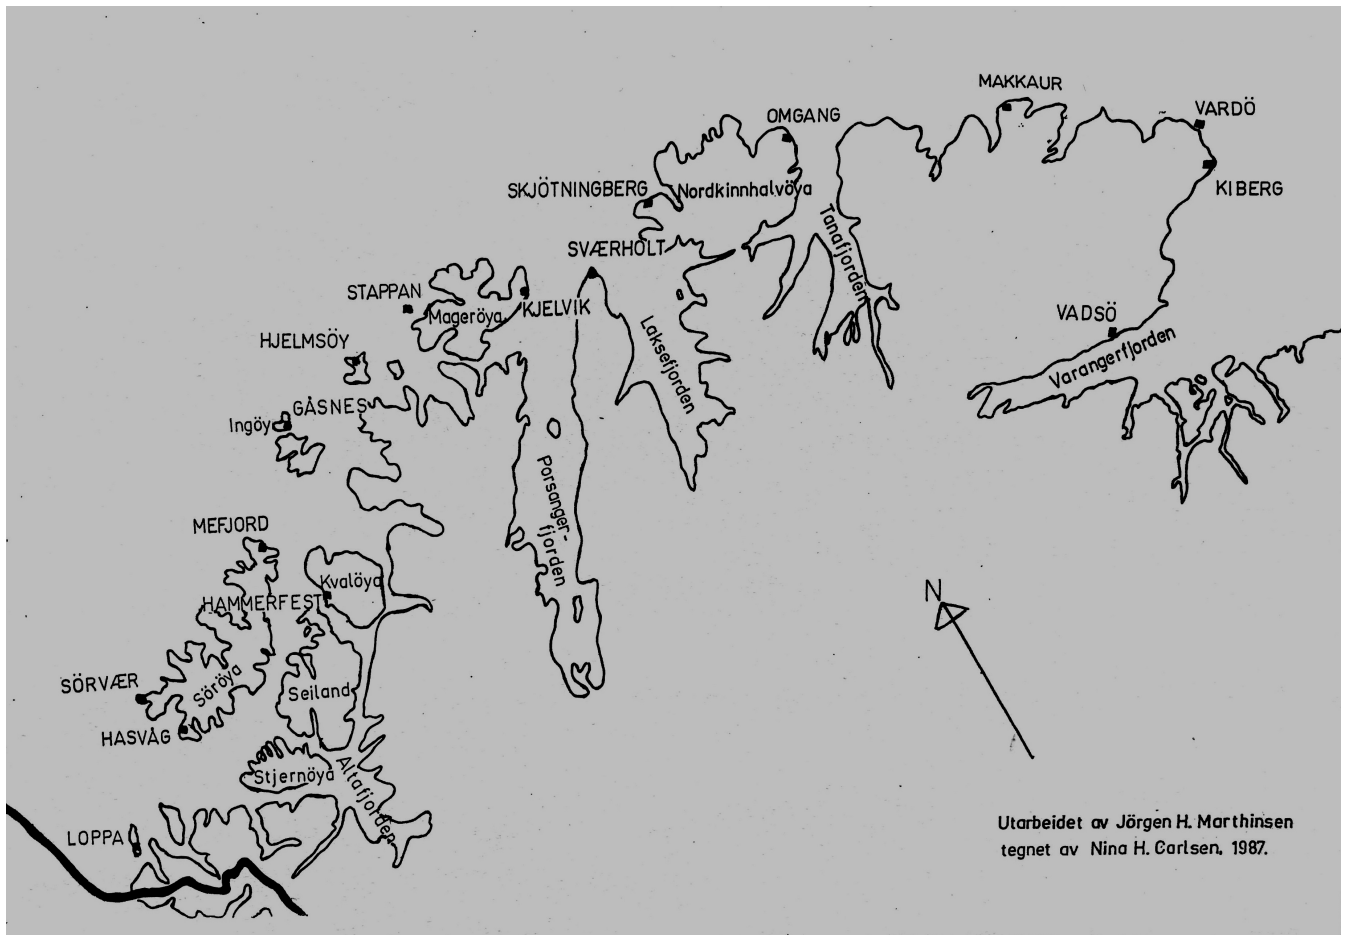 MAKKAUR
VARDÖ
OMGANG
KIBERG
SKJÖTNINGBERG
Nordkinnhalvöya
Tanafjorden
SVÆRHOLT
STAPPAN
Mageröya
KJELVIK
VADSÖ
Varangerfjorden
HJELMSÖY
Laksefjorden
GÅSNES
Ingöy
Porsanger-
fjorden
MEFJORD
Kvalöya
HAMMERFEST
N
SÖRVÆR
Söröya
Seiland
HASVÅG
Stjernöya
Altafjorden
LOPPA
Utarbeidet av Jörgen H. Marthinsen
tegnet av Nina H. Carlsen, 1987.